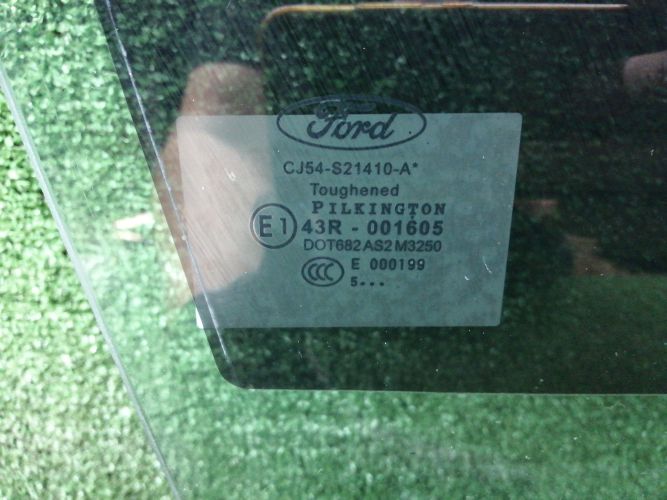 Ford
CJ54-S21410-A*
Toughened
PILKINGTON
E1 43R - 001605
DOT682 AS2 M3250
CCC E 000199
5•••